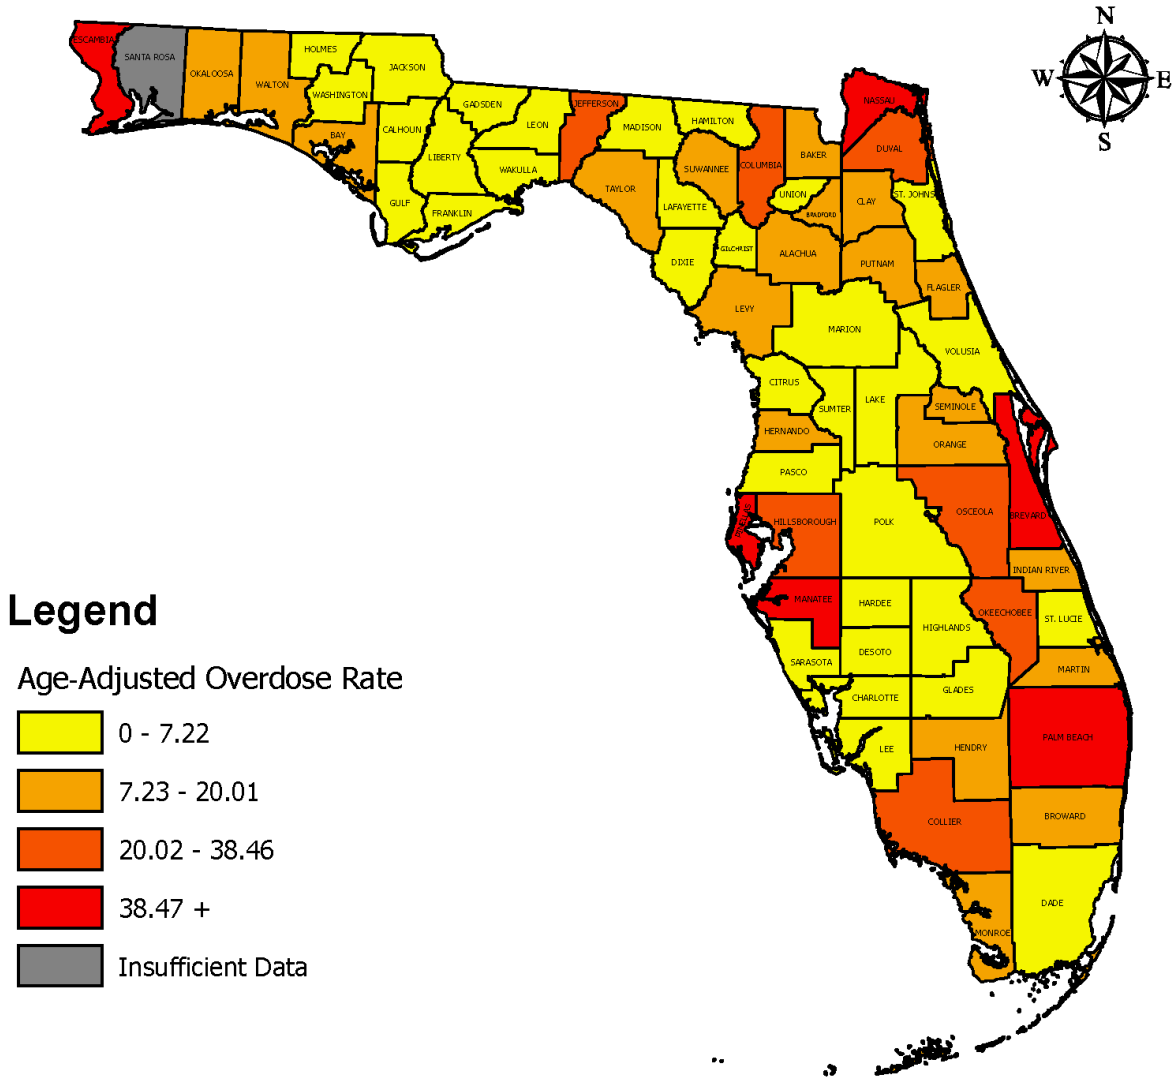 N
W
E
S
ESCAMBIA
SANTA ROSA
OKALOOSA
WALTON
HOLMES
WASHINGTON
JACKSON
BAY
CALHOUN
GULF
LIBERTY
GADSDEN
FRANKLIN
LEON
WAKULLA
JEFFERSON
MADISON
TAYLOR
HAMILTON
SUWANNEE
LAFAYETTE
DIXIE
COLUMBIA
GILCHRIST
BAKER
UNION
BRADFORD
ALACHUA
LEVY
NASSAU
DUVAL
CLAY
ST. JOHNS
PUTNAM
FLAGLER
MARION
VOLUSIA
CITRUS
SUMTER
LAKE
SEMINOLE
HERNANDO
ORANGE
PASCO
PINELLAS
HILLSBOROUGH
POLK
OSCEOLA
BREVARD
INDIAN RIVER
MANATEE
HARDEE
HIGHLANDS
OKEECHOBEE
ST. LUCIE
SARASOTA
DESOTO
MARTIN
CHARLOTTE
GLADES
LEE
HENDRY
PALM BEACH
COLLIER
BROWARD
MONROE
DADE
Legend
Age-Adjusted Overdose Rate
0 - 7.22
7.23 - 20.01
20.02 - 38.46
38.47 +
Insufficient Data